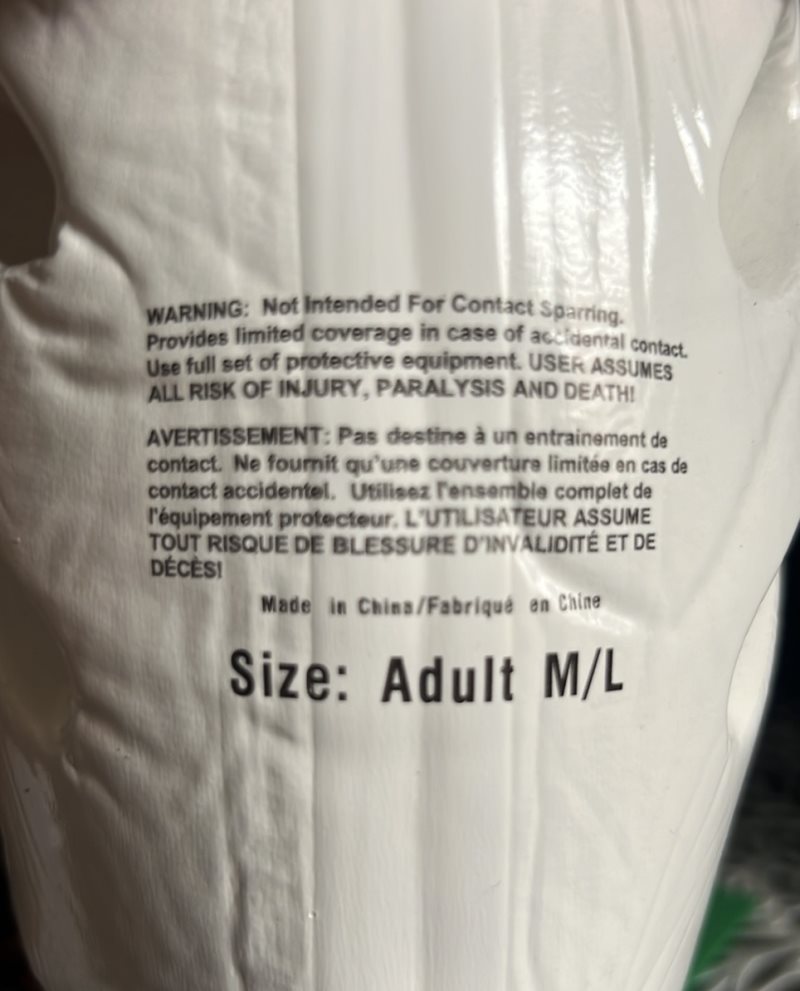 WARNING: Not Intended For Contact Sparring.
Provides limited coverage in case of accidental contact.
Use full set of protective equipment. USER ASSUMES
ALL RISK OF INJURY, PARALYSIS AND DEATH!
AVERTISSEMENT: Pas destine à un entrainement de
contact. Ne fournit qu'une couverture limitée en cas de
contact accidentel. Utilisez l'ensemble complet de
l'équipement protecteur. L'UTILISATEUR ASSUME
TOUT RISQUE DE BLESSURE D'INVALIDITÉ ET DE
DÉCÈS!
Made in China/Fabriqué en Chine
Size: Adult M/L